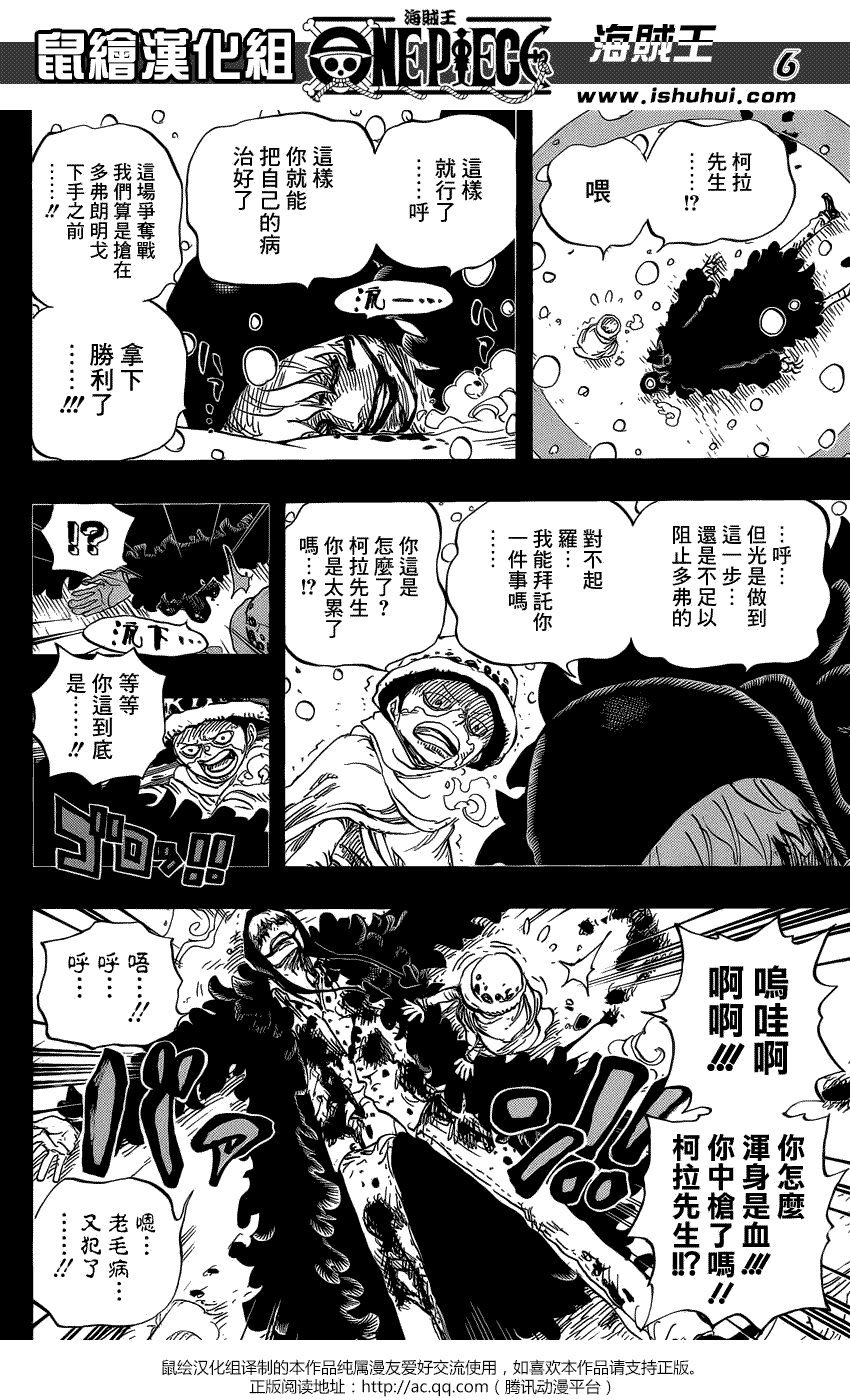 鼠繪漢化組
海賊王
ONE PIECE
海賊王
6
www.ishuhui.com
柯拉
先生
……!?
喂
這樣
就行了
……呼
這樣
你就能
把自己的病
治好了
這場爭奪戰
我們算是搶在
多弗朗明戈
下手之前
……!!
拿下
勝利了
……!!!
流一……
…呼…
但光是做到
這一步…
還是不足以
阻止多弗的
對不起
羅…
我能拜託你
一件事嗎
你這是
怎麼了?
柯拉先生
你是太累了
嗎…!?
!?
流下…
等等
你這到底
是……!!
ゴロロ!!
嗚哇啊
啊啊!!!
你怎麼
渾身是血!!!
你中槍了嗎!!
柯拉先生!!?
唔…!!
呼…
呼…
嗯…
老毛病…
又犯了
……!!
鼠绘汉化组译制的本作品纯属漫友爱好交流使用，如喜欢本作品请支持正版。
正版阅读地址：http://ac.qq.com（腾讯动漫平台）